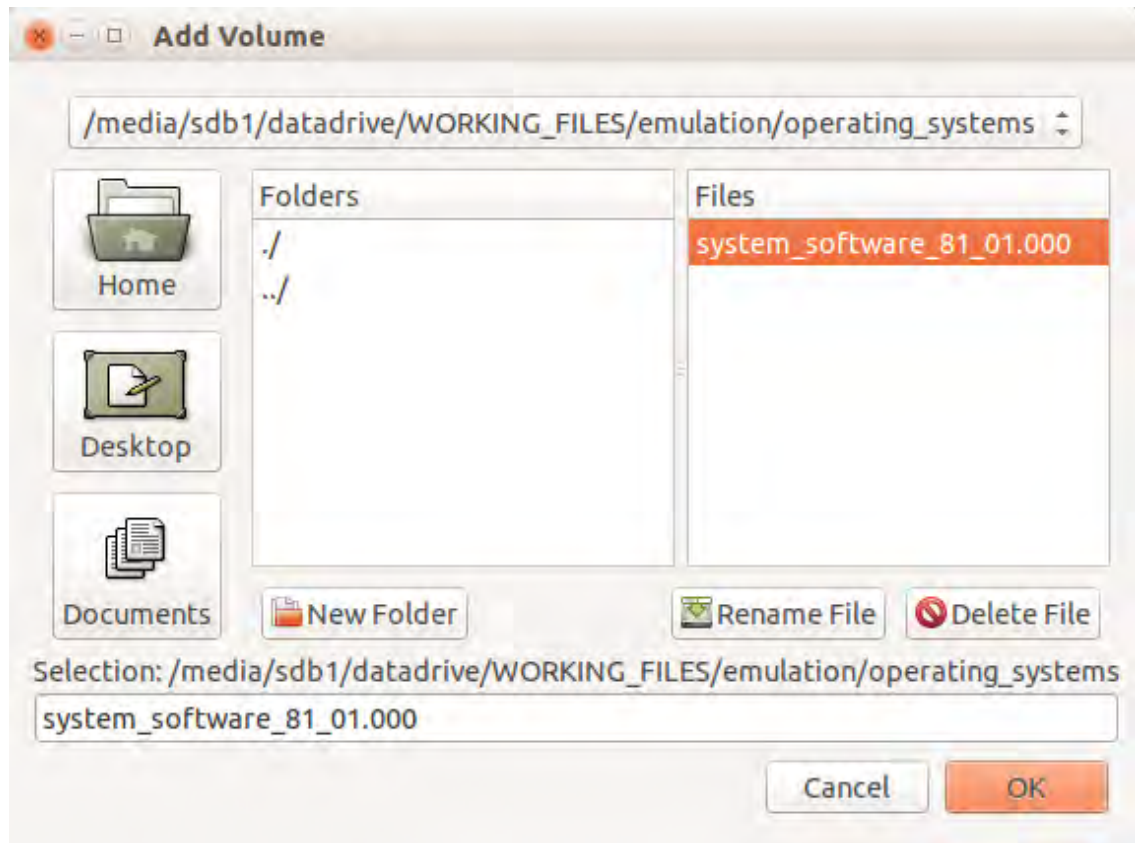 Add Volume
/media/sdb1/datadrive/WORKING_FILES/emulation/operating_systems
Home
Desktop
Documents
Folders
./
../
Files
system_software_81_01.000
New Folder
Rename File
Delete File
Selection: /media/sdb1/datadrive/WORKING_FILES/emulation/operating_systems
system_software_81_01.000
Cancel
OK